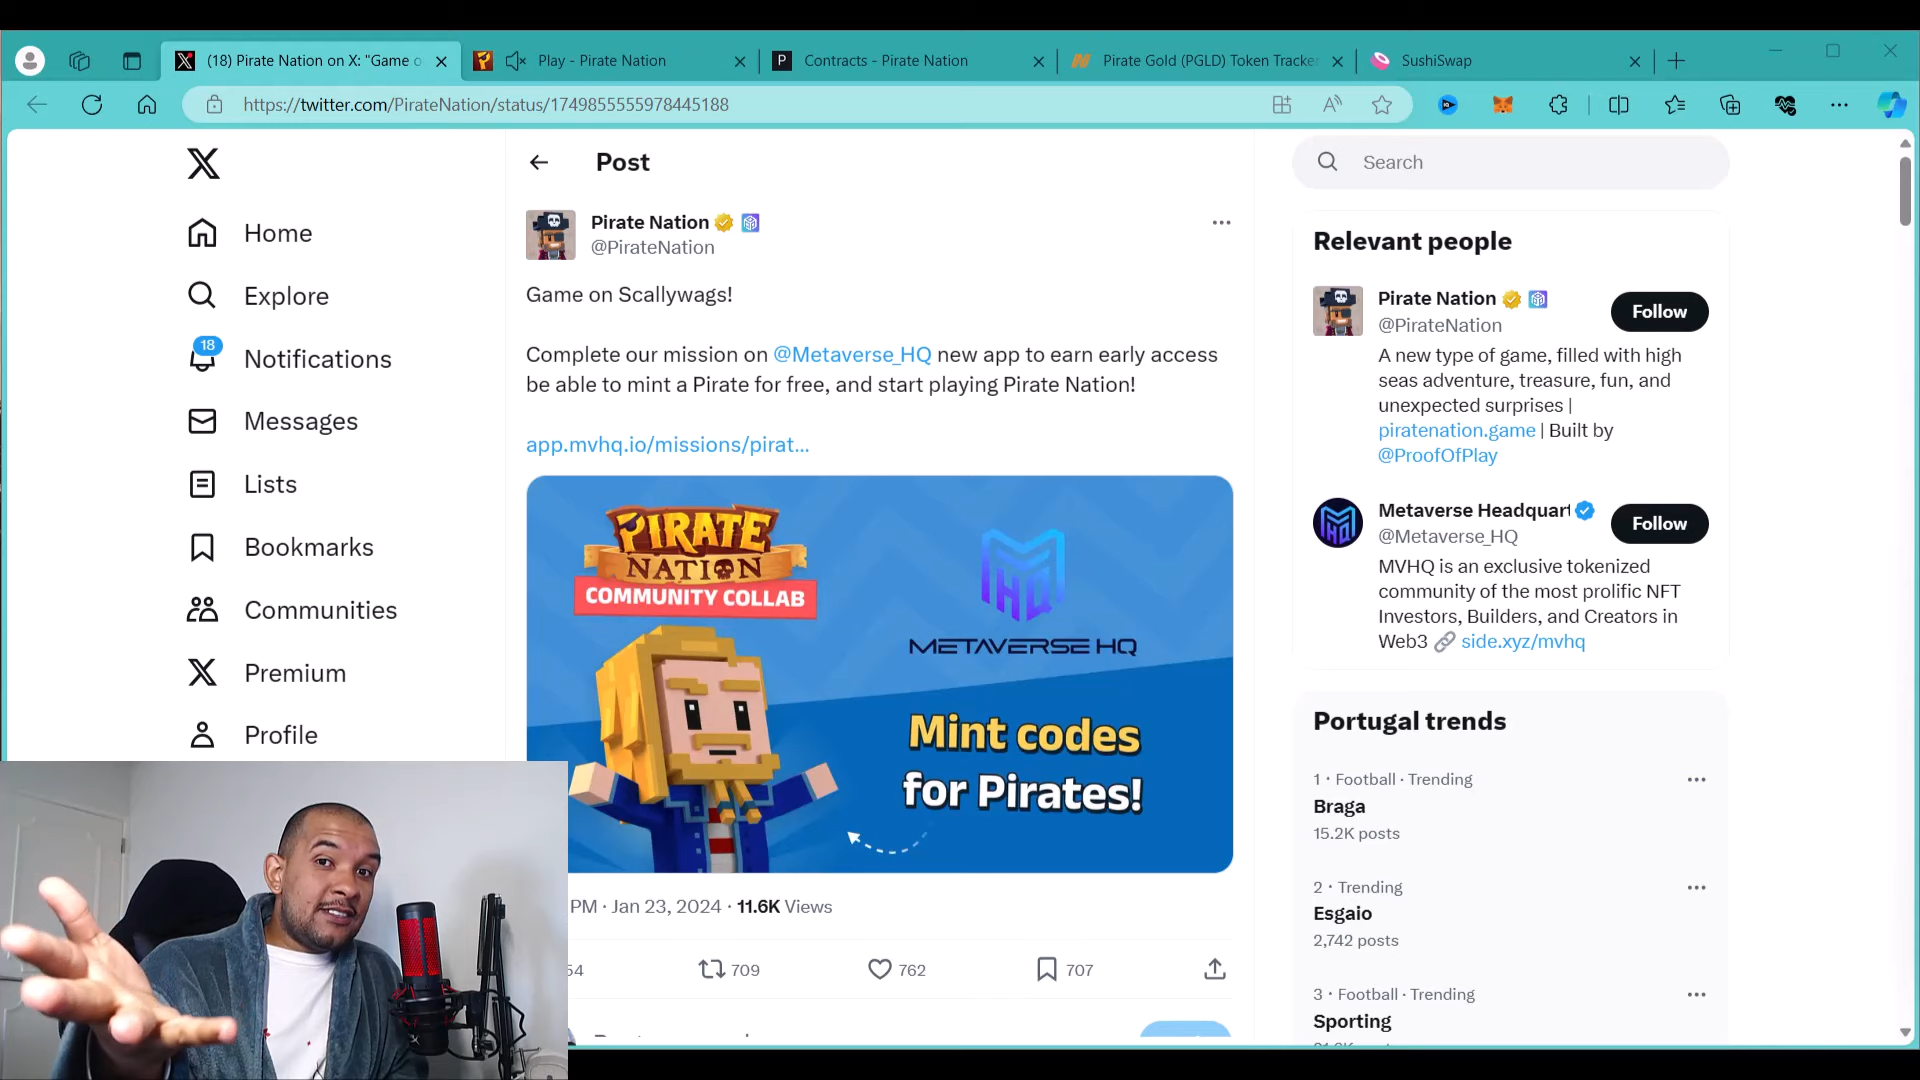 (18) Pirate Nation on X: "Game o
Play - Pirate Nation
Contracts - Pirate Nation
Pirate Gold (PGLD) Token Tracker
SushiSwap
https://twitter.com/PirateNation/status/1749855555978445188
Home
Explore
18
Notifications
Messages
Lists
Bookmarks
Communities
Premium
Profile
Post
Pirate Nation
@PirateNation
Game on Scallywags!
Complete our mission on @Metaverse_HQ new app to earn early access
be able to mint a Pirate for free, and start playing Pirate Nation!
app.mvhq.io/missions/pirat...
PIRATE
NATION
COMMUNITY COLLAB
METAVERSE HQ
Mint codes
for Pirates!
PM · Jan 23, 2024 · 11.6K Views
54
709
762
707
Search
Relevant people
Pirate Nation
@PirateNation
Follow
A new type of game, filled with high
seas adventure, treasure, fun, and
unexpected surprises |
piratenation.game | Built by
@ProofOfPlay
Metaverse Headquart
@Metaverse_HQ
Follow
MVHQ is an exclusive tokenized
community of the most prolific NFT
Investors, Builders, and Creators in
Web3 side.xyz/mvhq
Portugal trends
1 · Football · Trending
Braga
15.2K posts
2 · Trending
Esgaio
2,742 posts
3 · Football · Trending
Sporting